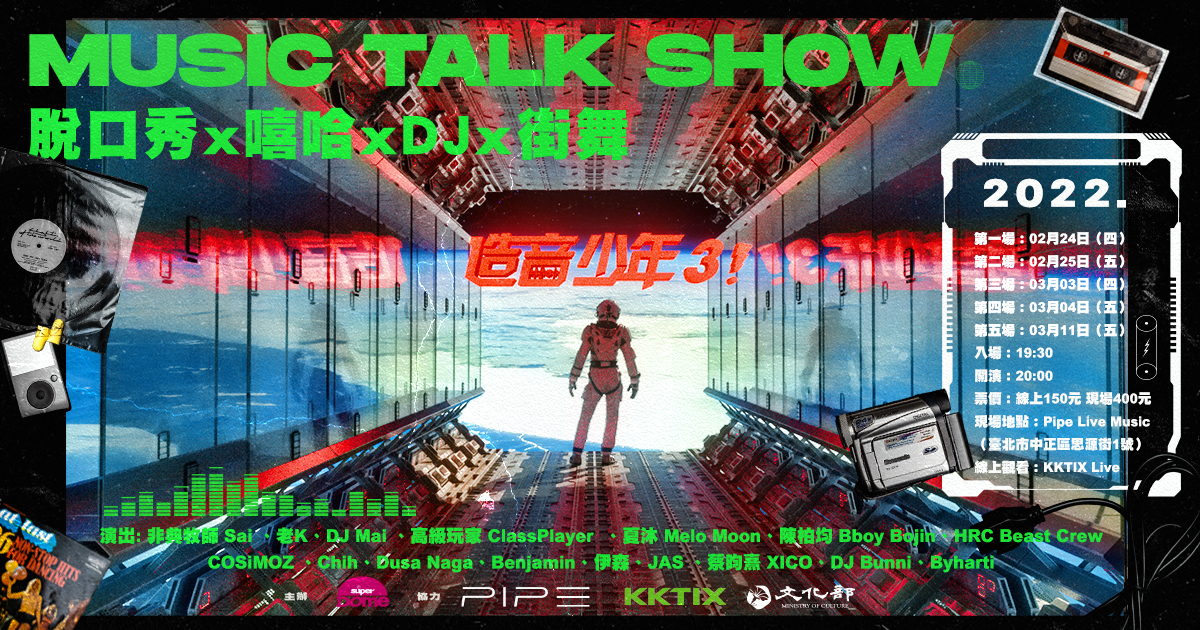 MUSIC TALK SHOW
脫口秀x嘻哈xDJx街舞
造音少年3!
2022.
第一場：02月24日（四）
第二場：02月25日（五）
第三場：03月03日（四）
第四場：03月04日（五）
第五場：03月11日（五）
入場：19:30
開演：20:00
票價：線上150元 現場400元
現場地點：Pipe Live Music
（臺北市中正區思源街1號）
線上觀看：KKTIX Live
演出: 非典教師 Sai 、老K、DJ Mai 、高級玩家 ClassPlayer 、夏沐 Melo Moon、陳柏均 Bboy Bojin、HRC Beast Crew
COSiMOZ 、Chih、Dusa Naga、Benjamin、伊森、JAS 、蔡昀熹 XICO、DJ Bunni、Byharti
主辦 super dome 協力 PIPE KKTIX 文化部
MINISTRY OF CULTURE